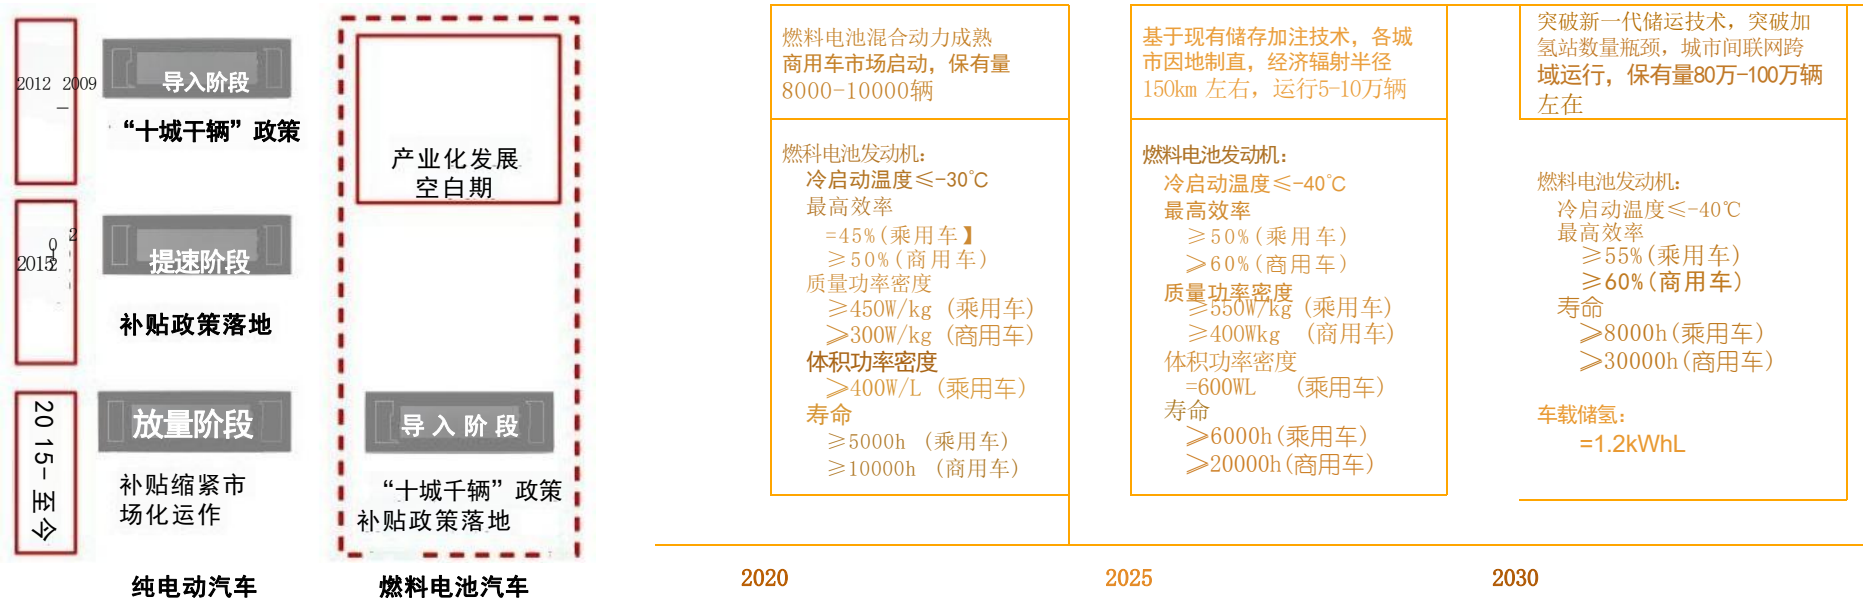 2012 2009
—
导入阶段
“十城干辆”政策
产业化发展
空白期
2015
提速阶段
补贴政策落地
20 15- 至今
放量阶段
补贴缩紧市
场化运作
导入阶段
“十城千辆”政策
补贴政策落地
纯电动汽车
燃料电池汽车
燃料电池混合动力成熟
商用车市场启动，保有量
8000-10000辆
燃科电池发动机：
冷启动温度≤-30℃
最高效率
=45%(乘用车】
≥50%(商用车)
质量功率密度
≥450W/kg (乘用车)
≥300W/kg (商用车)
体积功率密度
≥400W/L (乘用车)
寿命
≥5000h (乘用车)
≥10000h (商用车)
2020
基于现有储存加注技术，各城
市因地制直，经济辐射半径
150km 左右，运行5-10万辆
燃料电池发动机：
冷启动温度≤-40℃
最高效率
≥50%(乘用车)
≥60%(商用车)
质量功率密度
≥550W/kg (乘用车)
≥400Wkg (商用车)
体积功率密度
=600WL (乘用车)
寿命
≥6000h(乘用车)
≥20000h(商用车)
2025
突破新一代储运技术，突破加
氢站数量瓶颈，城市间联网跨
域运行，保有量80万-100万辆
左在
燃料电池发动机：
冷启动温度≤-40℃
最高效率
≥55%(乘用车)
≥60%(商用车)
寿命
≥8000h(乘用车)
≥30000h(商用车)
车载储氢：
=1.2kWhL
2030